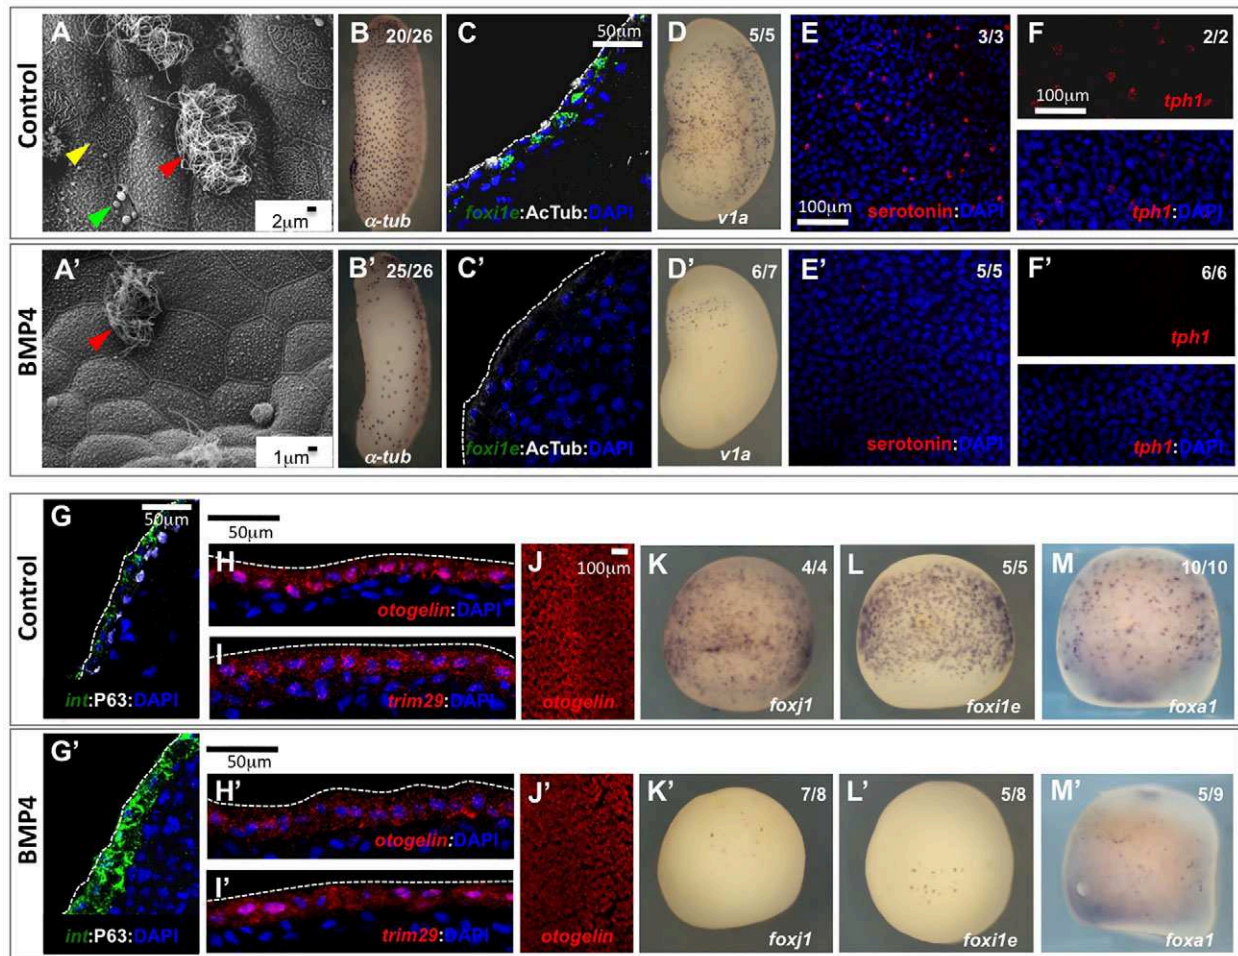 Control
A
2μm
B
20/26
α-tub
C
50μm
foxi1e:AcTub:DAPI
D
5/5
v1a
E
3/3
100μm
serotonin:DAPI
F
2/2
100μm
tph1
tph1:DAPI
BMP4
A'
1μm
B'
25/26
α-tub
C'
foxi1e:AcTub:DAPI
D'
6/7
v1a
E'
5/5
serotonin:DAPI
F'
6/6
tph1
tph1:DAPI
Control
G
50μm
int:P63:DAPI
50μm
H
otogelin:DAPI
I
trim29:DAPI
J
100μm
otogelin
K
4/4
foxj1
L
5/5
foxi1e
M
10/10
foxa1
BMP4
G'
int:P63:DAPI
50μm
H'
otogelin:DAPI
I'
trim29:DAPI
J'
otogelin
K'
7/8
foxj1
L'
5/8
foxi1e
M'
5/9
foxa1